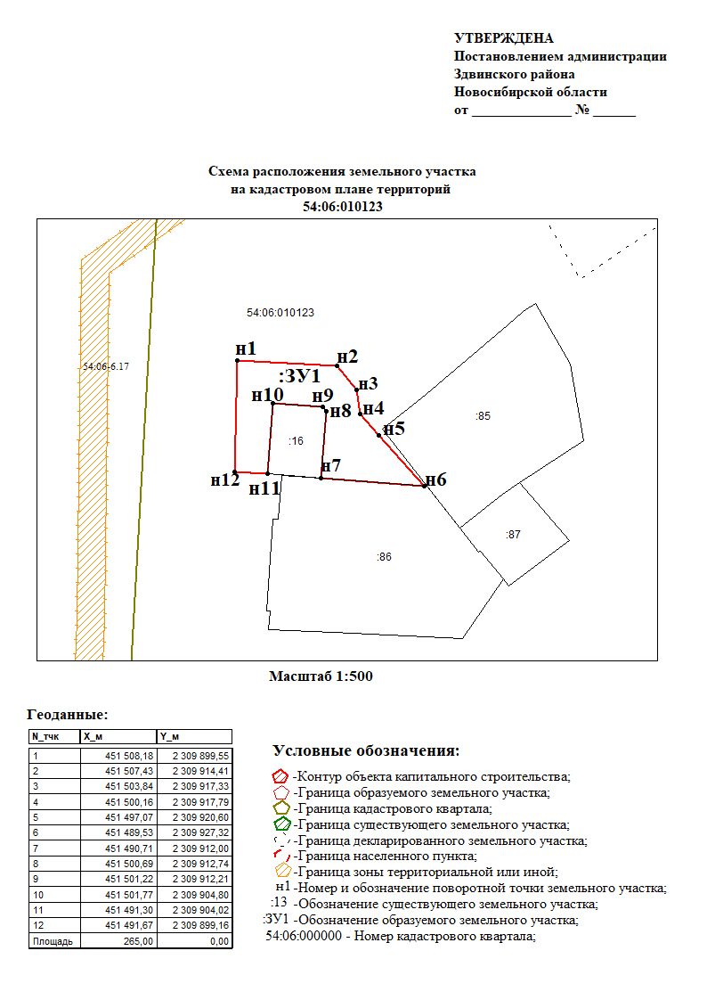 УТВЕРЖДЕНА
Постановлением администрации
Здвинского района
Новосибирской области
от ______________ № ______
Схема расположения земельного участка
на кадастровом плане территорий
54:06:010123
54:06:010123
54:06-6.17
н1
н2
:ЗУ1
н3
н10
н9
н8
н4
:85
н5
:16
н7
н12
н11
н6
:87
:86
Масштаб 1:500
Геоданные:
N_тчк X_м Y_м
1 451 508,18 2 309 899,55
2 451 507,43 2 309 914,41
3 451 503,84 2 309 917,33
4 451 500,16 2 309 917,79
5 451 497,07 2 309 920,60
6 451 489,53 2 309 927,32
7 451 490,71 2 309 912,00
8 451 500,69 2 309 912,74
9 451 501,22 2 309 912,21
10 451 501,77 2 309 904,80
11 451 491,30 2 309 904,02
12 451 491,67 2 309 899,16
Площадь 265,00 0,00
Условные обозначения:
-Контур объекта капитального строительства;
-Граница образуемого земельного участка;
-Граница кадастрового квартала;
-Граница существующего земельного участка;
-Граница декларированного земельного участка;
-Граница населенного пункта;
-Граница зоны территориальной или иной;
н1 -Номер и обозначение поворотной точки земельного участка;
:13 -Обозначение существующего земельного участка;
:ЗУ1 -Обозначение образуемого земельного участка;
54:06:000000 - Номер кадастрового квартала;